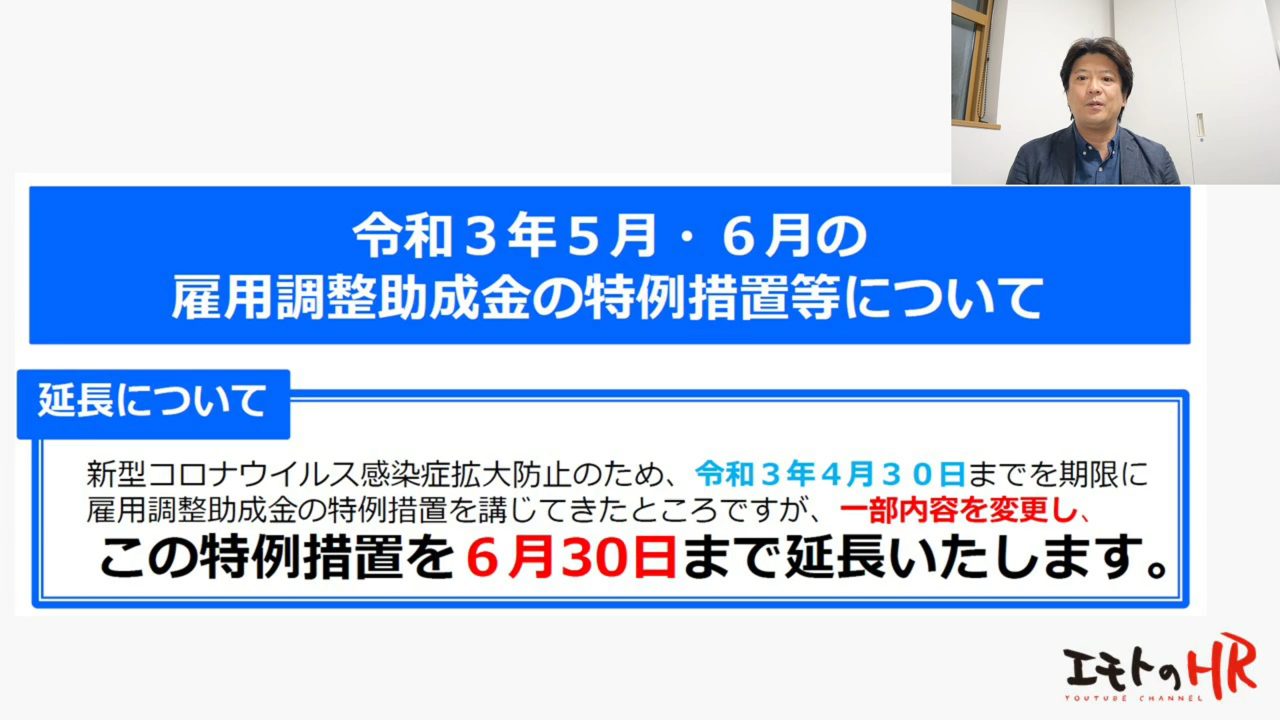 令和３年５月・６月の
雇用調整助成金の特例措置等について
延長について
新型コロナウイルス感染症拡大防止のため、令和３年４月３０日までを期限に
雇用調整助成金の特例措置を講じてきたところですが、一部内容を変更し、
この特例措置を６月30日まで延長いたします。
エモトのHR
YOUTUBE CHANNEL